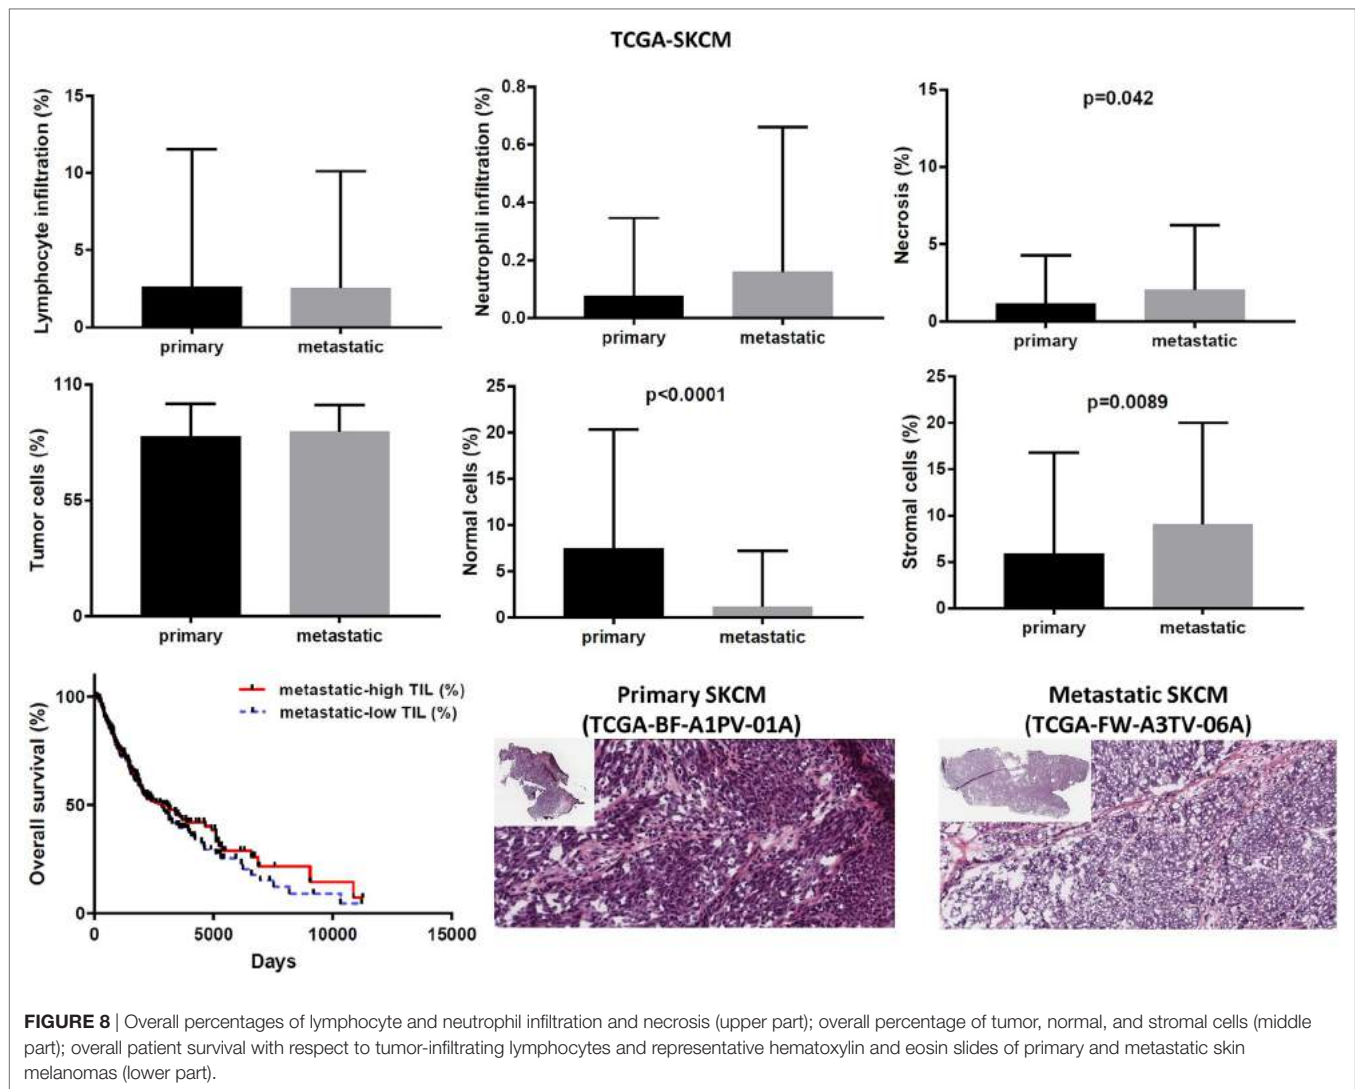 TCGA-SKCM
Lymphocyte infiltration (%)
15
10
5
0
primary metastatic
Neutrophil infiltration (%)
0.8
0.6
0.4
0.2
0.0
primary metastatic
Necrosis (%)
15
10
5
0
p=0.042
primary metastatic
Tumor cells (%)
110
55
0
primary metastatic
Normal cells (%)
25
20
15
10
5
0
p<0.0001
primary metastatic
Stromal cells (%)
25
20
15
10
5
0
p=0.0089
primary metastatic
Overall survival (%)
100
50
0
metastatic-high TIL (%)
metastatic-low TIL (%)
0 5000 10000 15000
Days
Primary SKCM
(TCGA-BF-A1PV-01A)
Metastatic SKCM
(TCGA-FW-A3TV-06A)
FIGURE 8 | Overall percentages of lymphocyte and neutrophil infiltration and necrosis (upper part); overall percentage of tumor, normal, and stromal cells (middle
part); overall patient survival with respect to tumor-infiltrating lymphocytes and representative hematoxylin and eosin slides of primary and metastatic skin
melanomas (lower part).